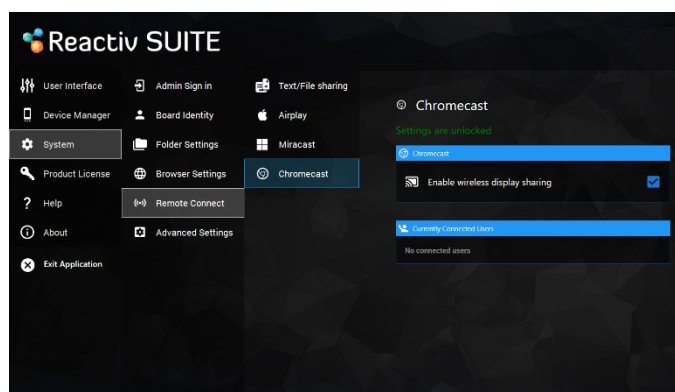 Reactiv SUITE
User Interface
Device Manager
System
Product License
Help
About
Exit Application
Admin Sign in
Board Identity
Folder Settings
Browser Settings
Remote Connect
Advanced Settings
Text/File sharing
Airplay
Miracast
Chromecast
Chromecast
Settings are unlocked
Chromecast
Enable wireless display sharing
Currently Connected Users
No connected users